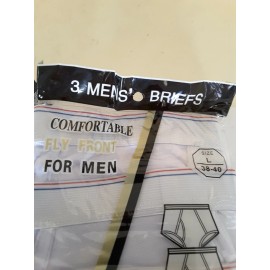 3 MENS' BRIEFS
COMFORTABLE
FLY FRONT
FOR MEN
SIZE
L
38-40